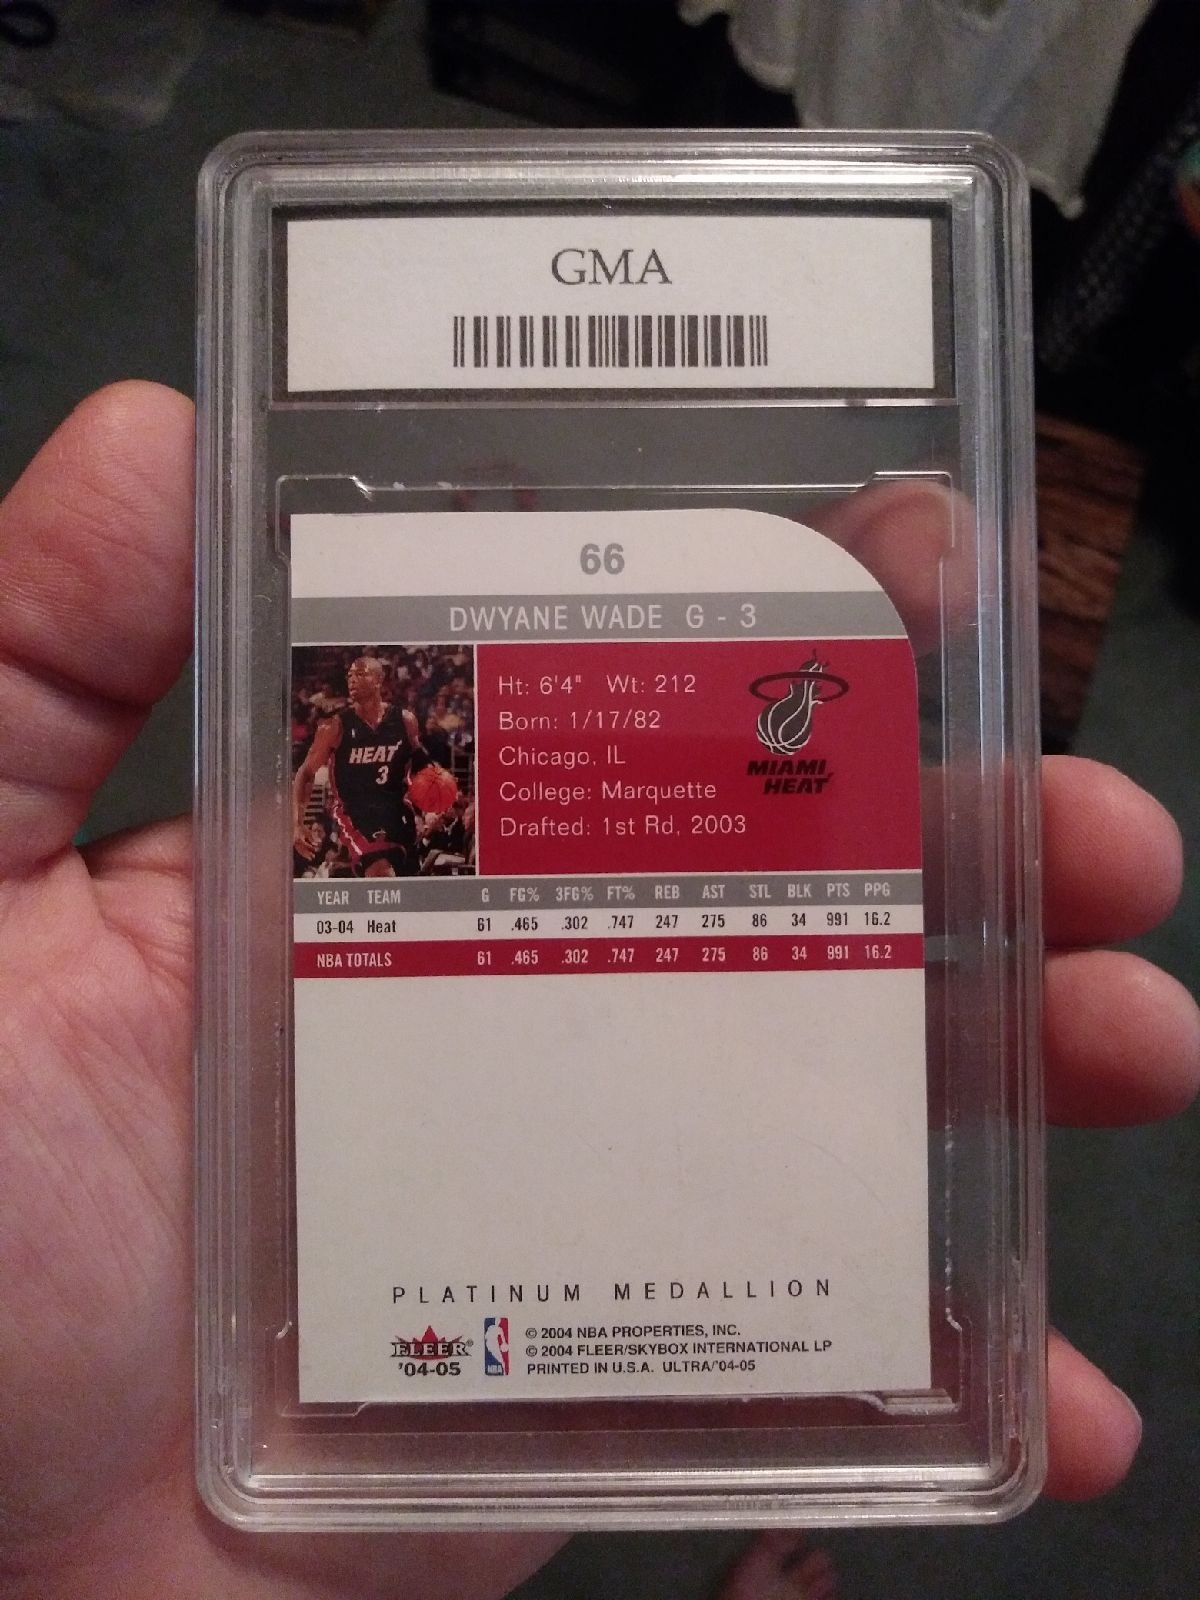 GMA
66
DWYANE WADE G - 3
HEAT
3
Ht: 6'4" Wt: 212
Born: 1/17/82
Chicago, IL
College: Marquette
Drafted: 1st Rd, 2003
MIAMI
HEAT
YEAR TEAM G FG% 3FG% FT% REB AST STL BLK PTS PPG
03-04 Heat 61 .465 .302 .747 247 275 86 34 991 16.2
NBA TOTALS 61 .465 .302 .747 247 275 86 34 991 16.2
PLATINUM MEDALLION
FLEER®
'04-05
NBA
© 2004 NBA PROPERTIES, INC.
© 2004 FLEER/SKYBOX INTERNATIONAL LP
PRINTED IN U.S.A. ULTRA/'04-05